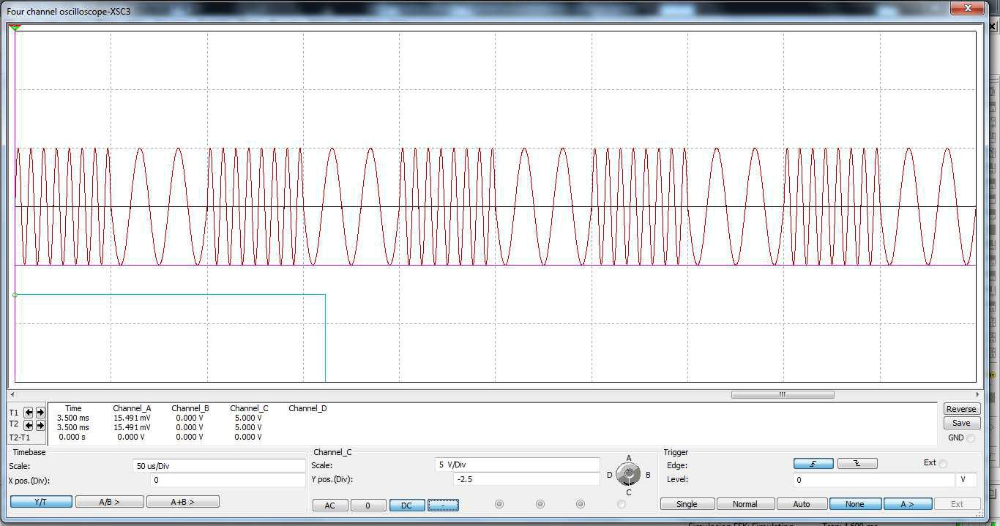 Four channel oscilloscope-XSC3
T1
T2
T2-T1
Time Channel_A Channel_B Channel_C Channel_D
3.500 ms 15.491 mV 0.000 V 5.000 V
3.500 ms 15.491 mV 0.000 V 5.000 V
0.000 s 0.000 V 0.000 V 0.000 V
Reverse
Save
GND
Timebase
Scale: 50 us/Div
X pos.(Div): 0
Y/T A/B > A+B >
Channel_C
Scale: 5 V/Div
Y pos.(Div): -2.5
AC 0 DC -
A
D B
C
Trigger
Edge: Ext
Level: 0 V
Single Normal Auto None A > Ext